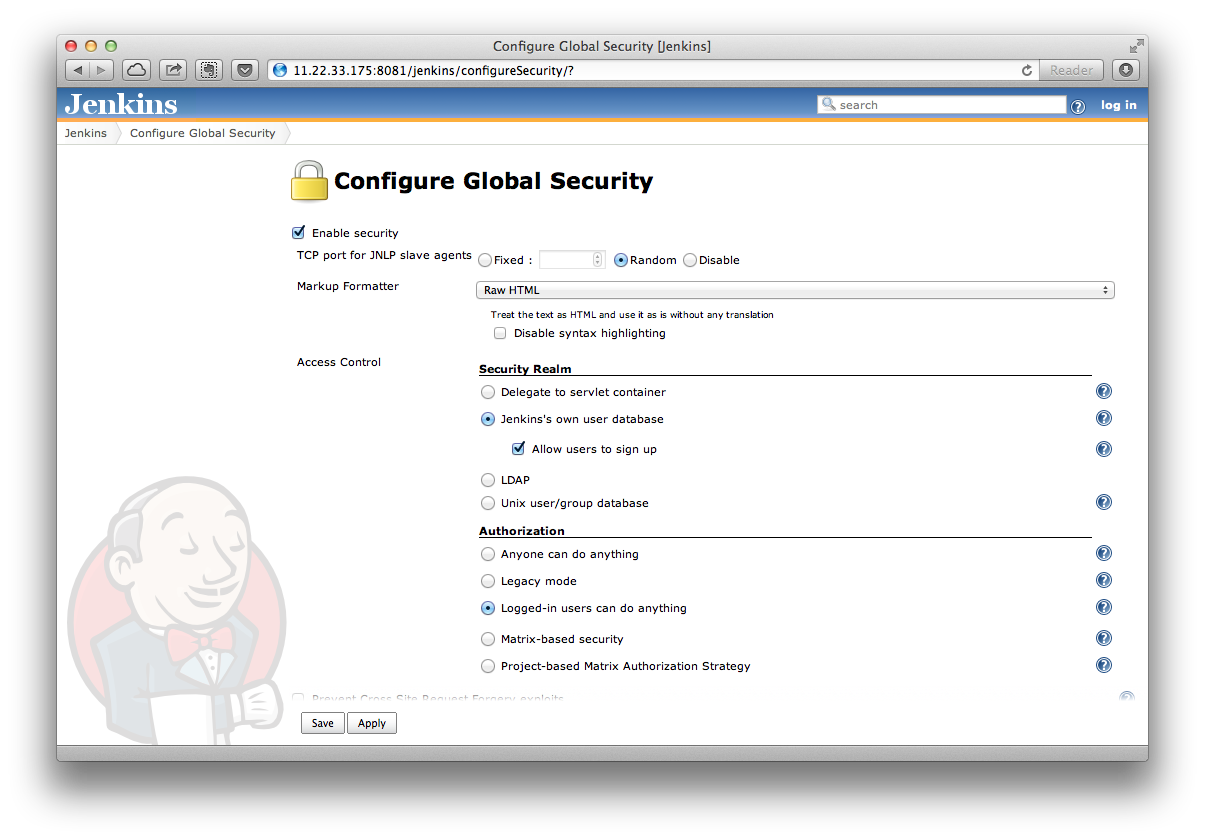 Configure Global Security [Jenkins]
11.22.33.175:8081/jenkins/configureSecurity/?
Reader
Jenkins
search
log in
Jenkins
Configure Global Security
Configure Global Security
Enable security
TCP port for JNLP slave agents
Fixed :
Random
Disable
Markup Formatter
Raw HTML
Treat the text as HTML and use it as is without any translation
Disable syntax highlighting
Access Control
Security Realm
Delegate to servlet container
Jenkins's own user database
Allow users to sign up
LDAP
Unix user/group database
Authorization
Anyone can do anything
Legacy mode
Logged-in users can do anything
Matrix-based security
Project-based Matrix Authorization Strategy
Prevent Cross Site Request Forgery exploits
Save
Apply